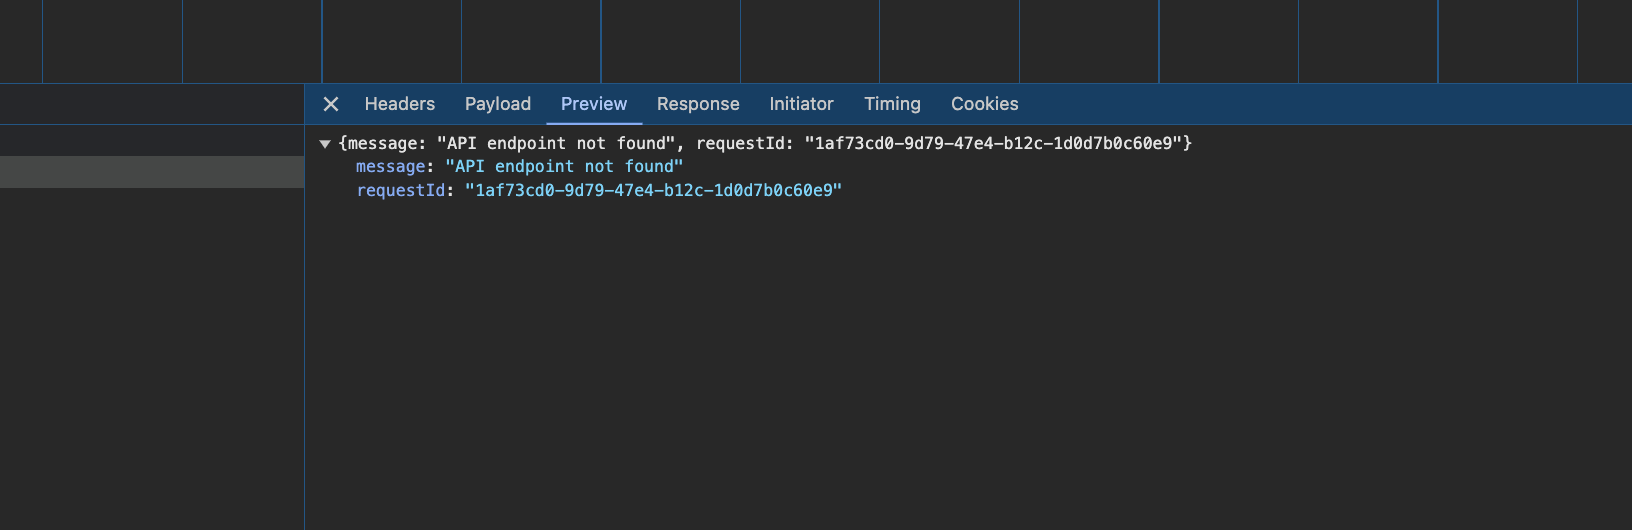 Headers Payload Preview Response Initiator Timing Cookies
{message: "API endpoint not found", requestId: "1af73cd0-9d79-47e4-b12c-1d0d7b0c60e9"}
message: "API endpoint not found"
requestId: "1af73cd0-9d79-47e4-b12c-1d0d7b0c60e9"